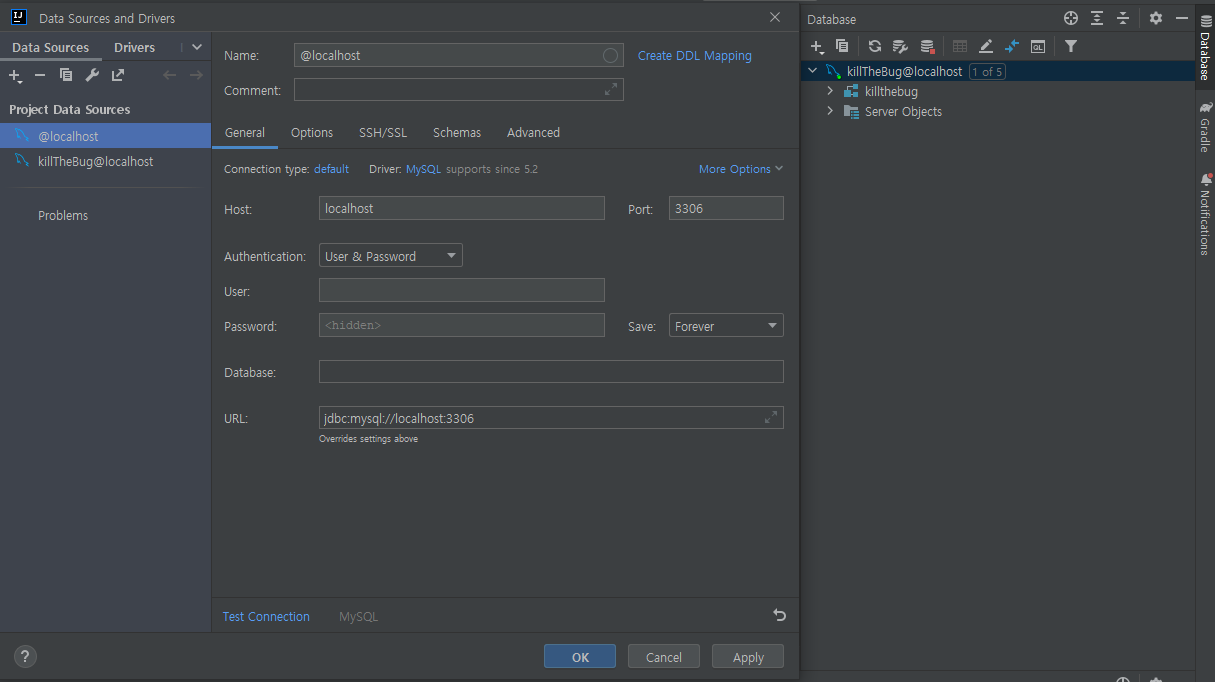 IJ Data Sources and Drivers
Data Sources Drivers
Project Data Sources
@localhost
killTheBug@localhost
Problems
Name: @localhost Create DDL Mapping
Comment:
General Options SSH/SSL Schemas Advanced
Connection type: default Driver: MySQL supports since 5.2 More Options
Host: localhost Port: 3306
Authentication: User & Password
User:
Password: <hidden> Save: Forever
Database:
URL: jdbc:mysql://localhost:3306
Overrides settings above
Test Connection MySQL
? OK Cancel Apply
Database
QL
killTheBug@localhost 1 of 5
killthebug
Server Objects
Database
Gradle
Notifications